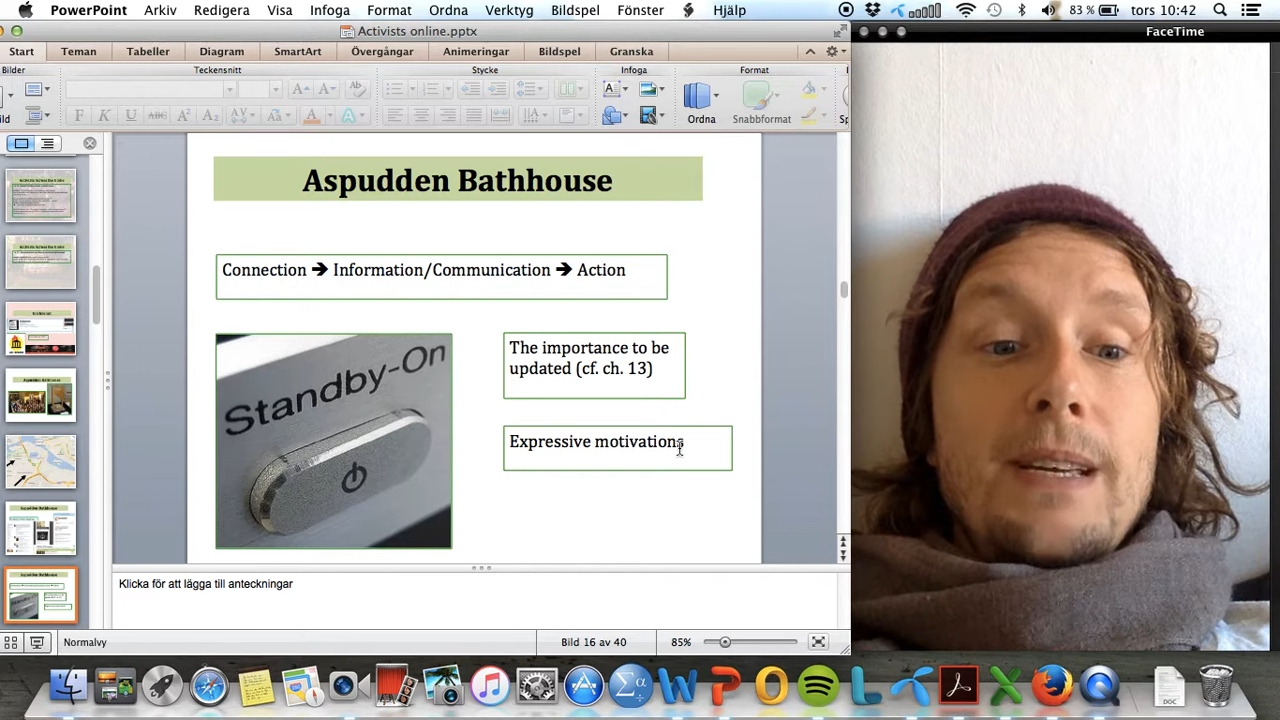 PowerPoint Arkiv Redigera Visa Infoga Format Ordna Verktyg Bildspel Fönster Hjälp 83 % tors 10:42
Activists online.pptx
FaceTime
Start Teman Tabeller Diagram SmartArt Övergångar Animeringar Bildspel Granska
Bilder Teckensnitt Stycke Infoga Format
Ordna Snabbformat
Aspudden Bathhouse
Connection ➔ Information/Communication ➔ Action
Standby-On
The importance to be
updated (cf. ch. 13)
Expressive motivations
Klicka för att lägga till anteckningar
Normalvy Bild 16 av 40 85%